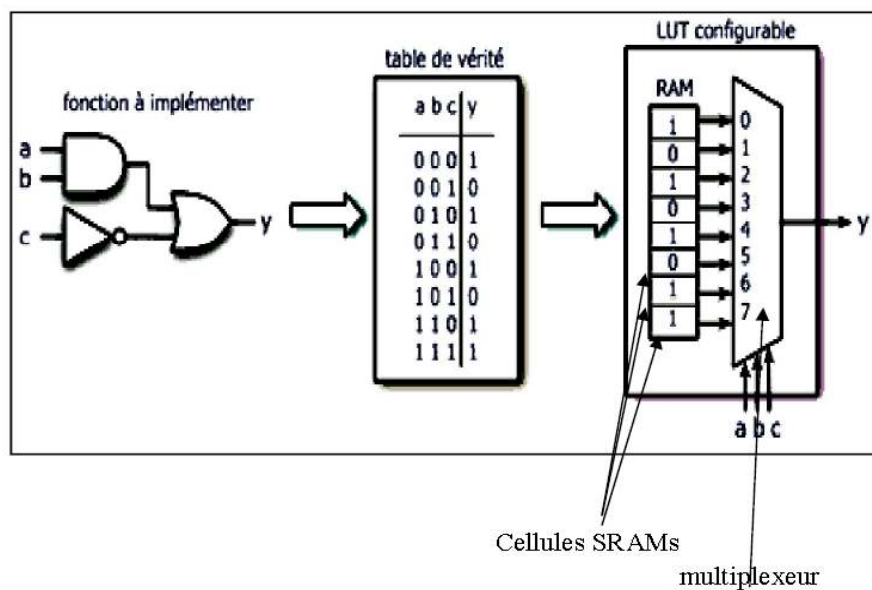 fonction à implémenter
a
b
c
y
table de vérité
a b c y
0 0 0 1
0 0 1 0
0 1 0 1
0 1 1 0
1 0 0 1
1 0 1 0
1 1 0 1
1 1 1 1
LUT configurable
RAM
1 0
0 1
1 2
0 3
1 4
0 5
1 6
1 7
y
a b c
Cellules SRAMs
multiplexeur